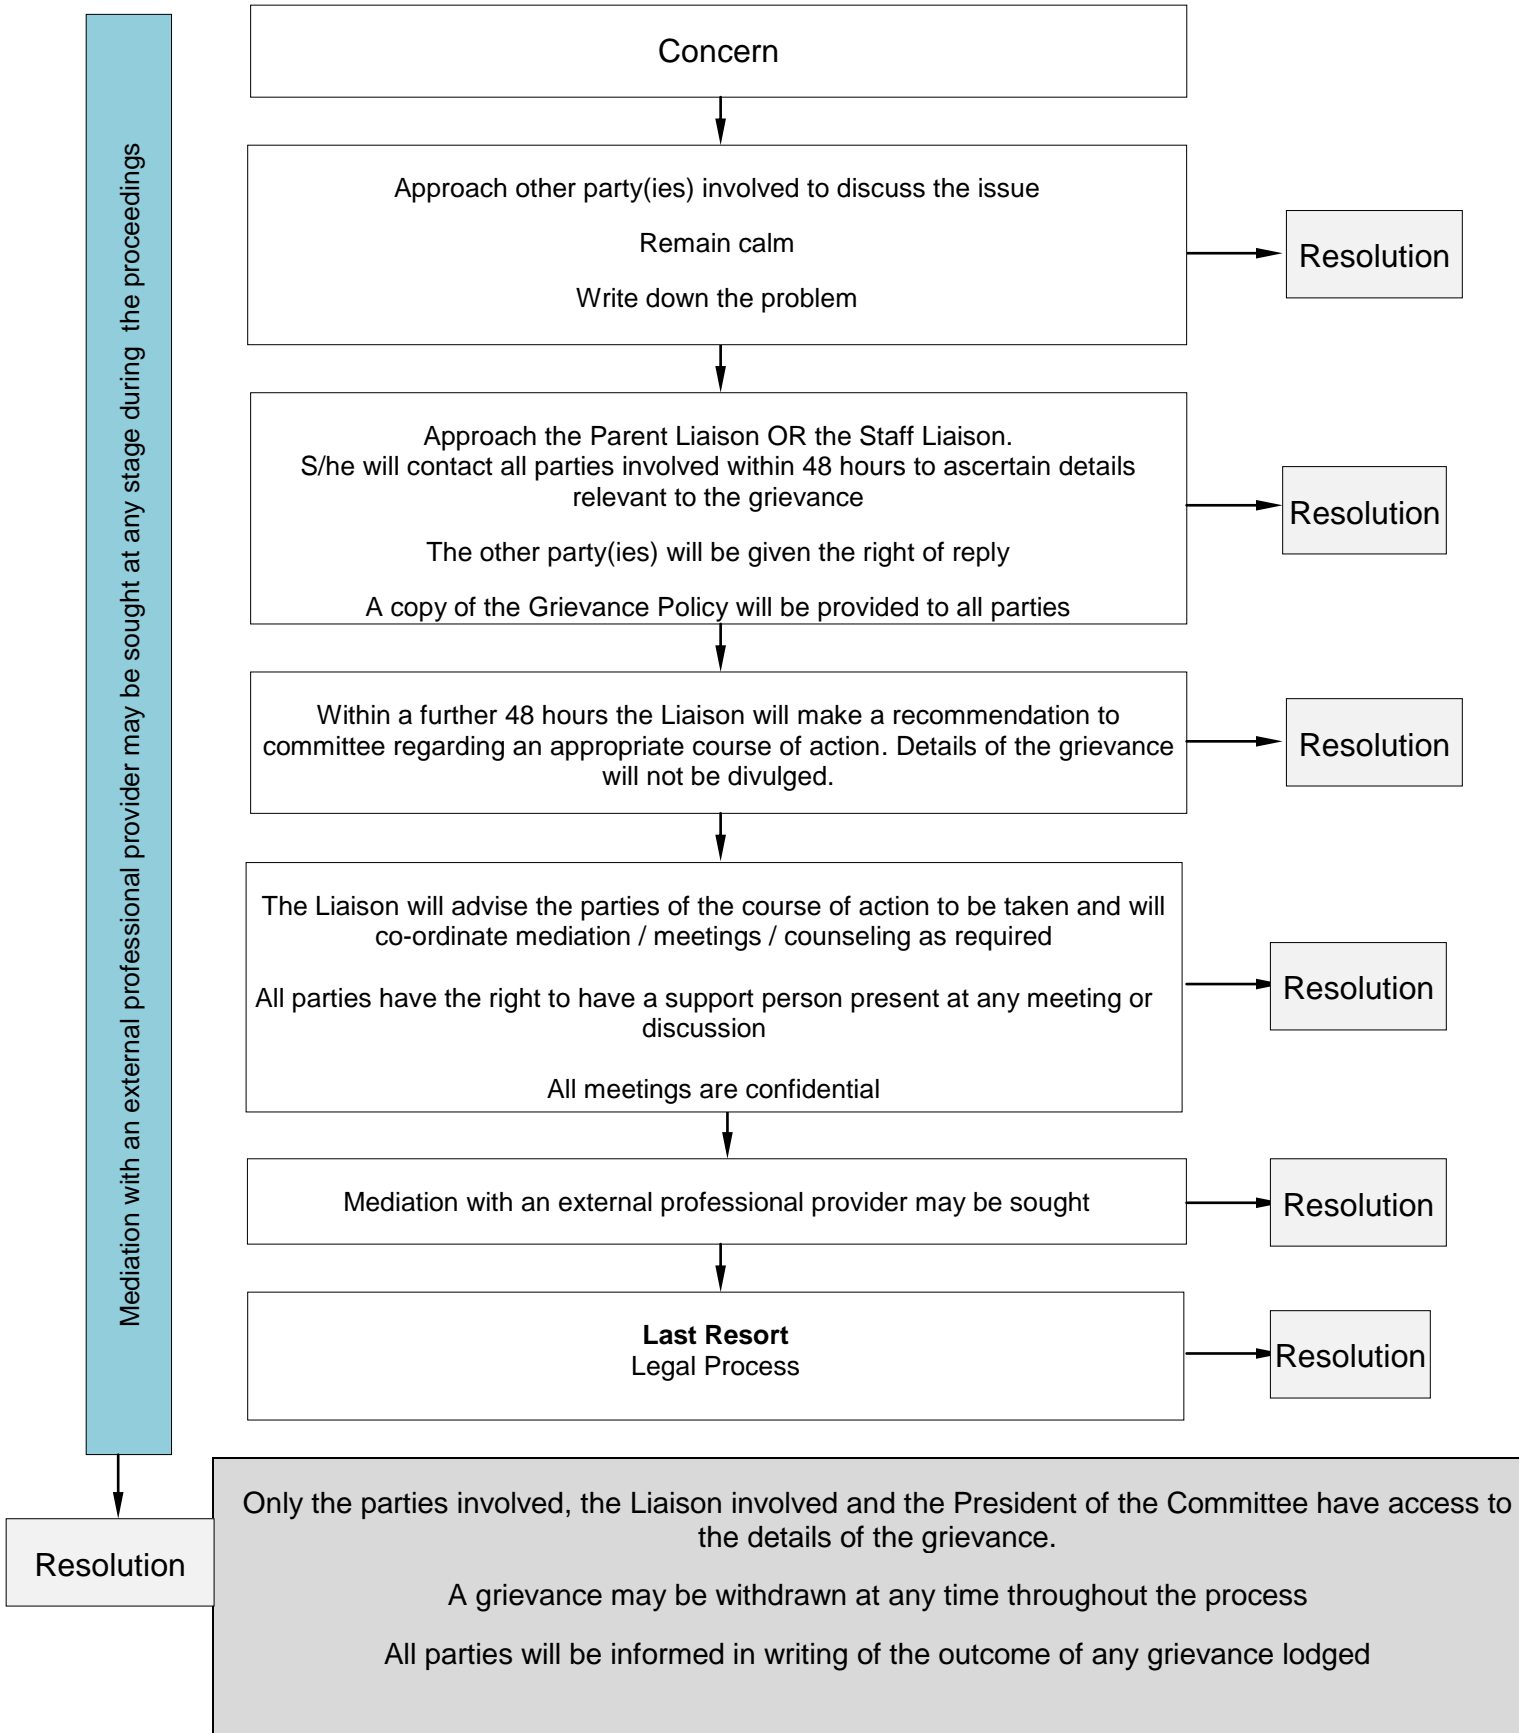 Mediation with an external professional provider may be sought at any stage during the proceedings
Concern
Approach other party(ies) involved to discuss the issue
Remain calm
Write down the problem
Resolution
Approach the Parent Liaison OR the Staff Liaison.
S/he will contact all parties involved within 48 hours to ascertain details
relevant to the grievance
The other party(ies) will be given the right of reply
A copy of the Grievance Policy will be provided to all parties
Resolution
Within a further 48 hours the Liaison will make a recommendation to
committee regarding an appropriate course of action. Details of the grievance
will not be divulged.
Resolution
The Liaison will advise the parties of the course of action to be taken and will
co-ordinate mediation / meetings / counseling as required
All parties have the right to have a support person present at any meeting or
discussion
All meetings are confidential
Resolution
Mediation with an external professional provider may be sought
Resolution
Last Resort
Legal Process
Resolution
Resolution
Only the parties involved, the Liaison involved and the President of the Committee have access to
the details of the grievance.
A grievance may be withdrawn at any time throughout the process
All parties will be informed in writing of the outcome of any grievance lodged